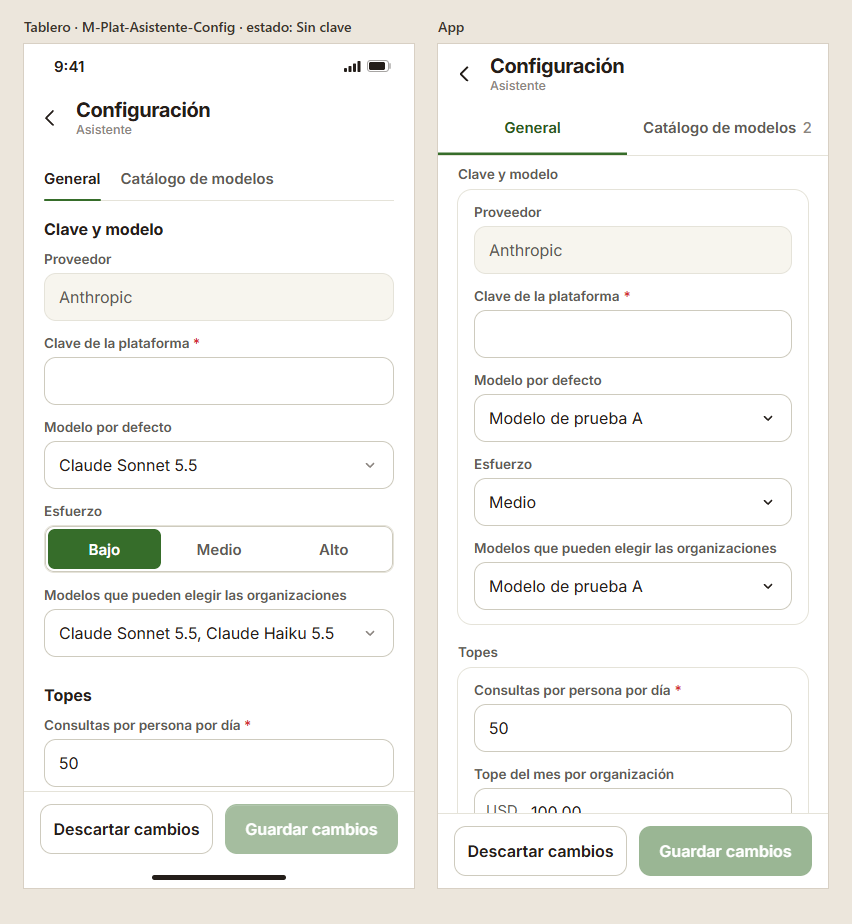 Tablero · M-Plat-Asistente-Config · estado: Sin clave
9:41
Configuración
Asistente
General
Catálogo de modelos
Clave y modelo
Proveedor
Anthropic
Clave de la plataforma *
Modelo por defecto
Claude Sonnet 5.5
Esfuerzo
Bajo
Medio
Alto
Modelos que pueden elegir las organizaciones
Claude Sonnet 5.5, Claude Haiku 5.5
Topes
Consultas por persona por día *
50
Descartar cambios
Guardar cambios
App
Configuración
Asistente
General
Catálogo de modelos 2
Clave y modelo
Proveedor
Anthropic
Clave de la plataforma *
Modelo por defecto
Modelo de prueba A
Esfuerzo
Medio
Modelos que pueden elegir las organizaciones
Modelo de prueba A
Topes
Consultas por persona por día *
50
Tope del mes por organización
USD 100,00
Descartar cambios
Guardar cambios